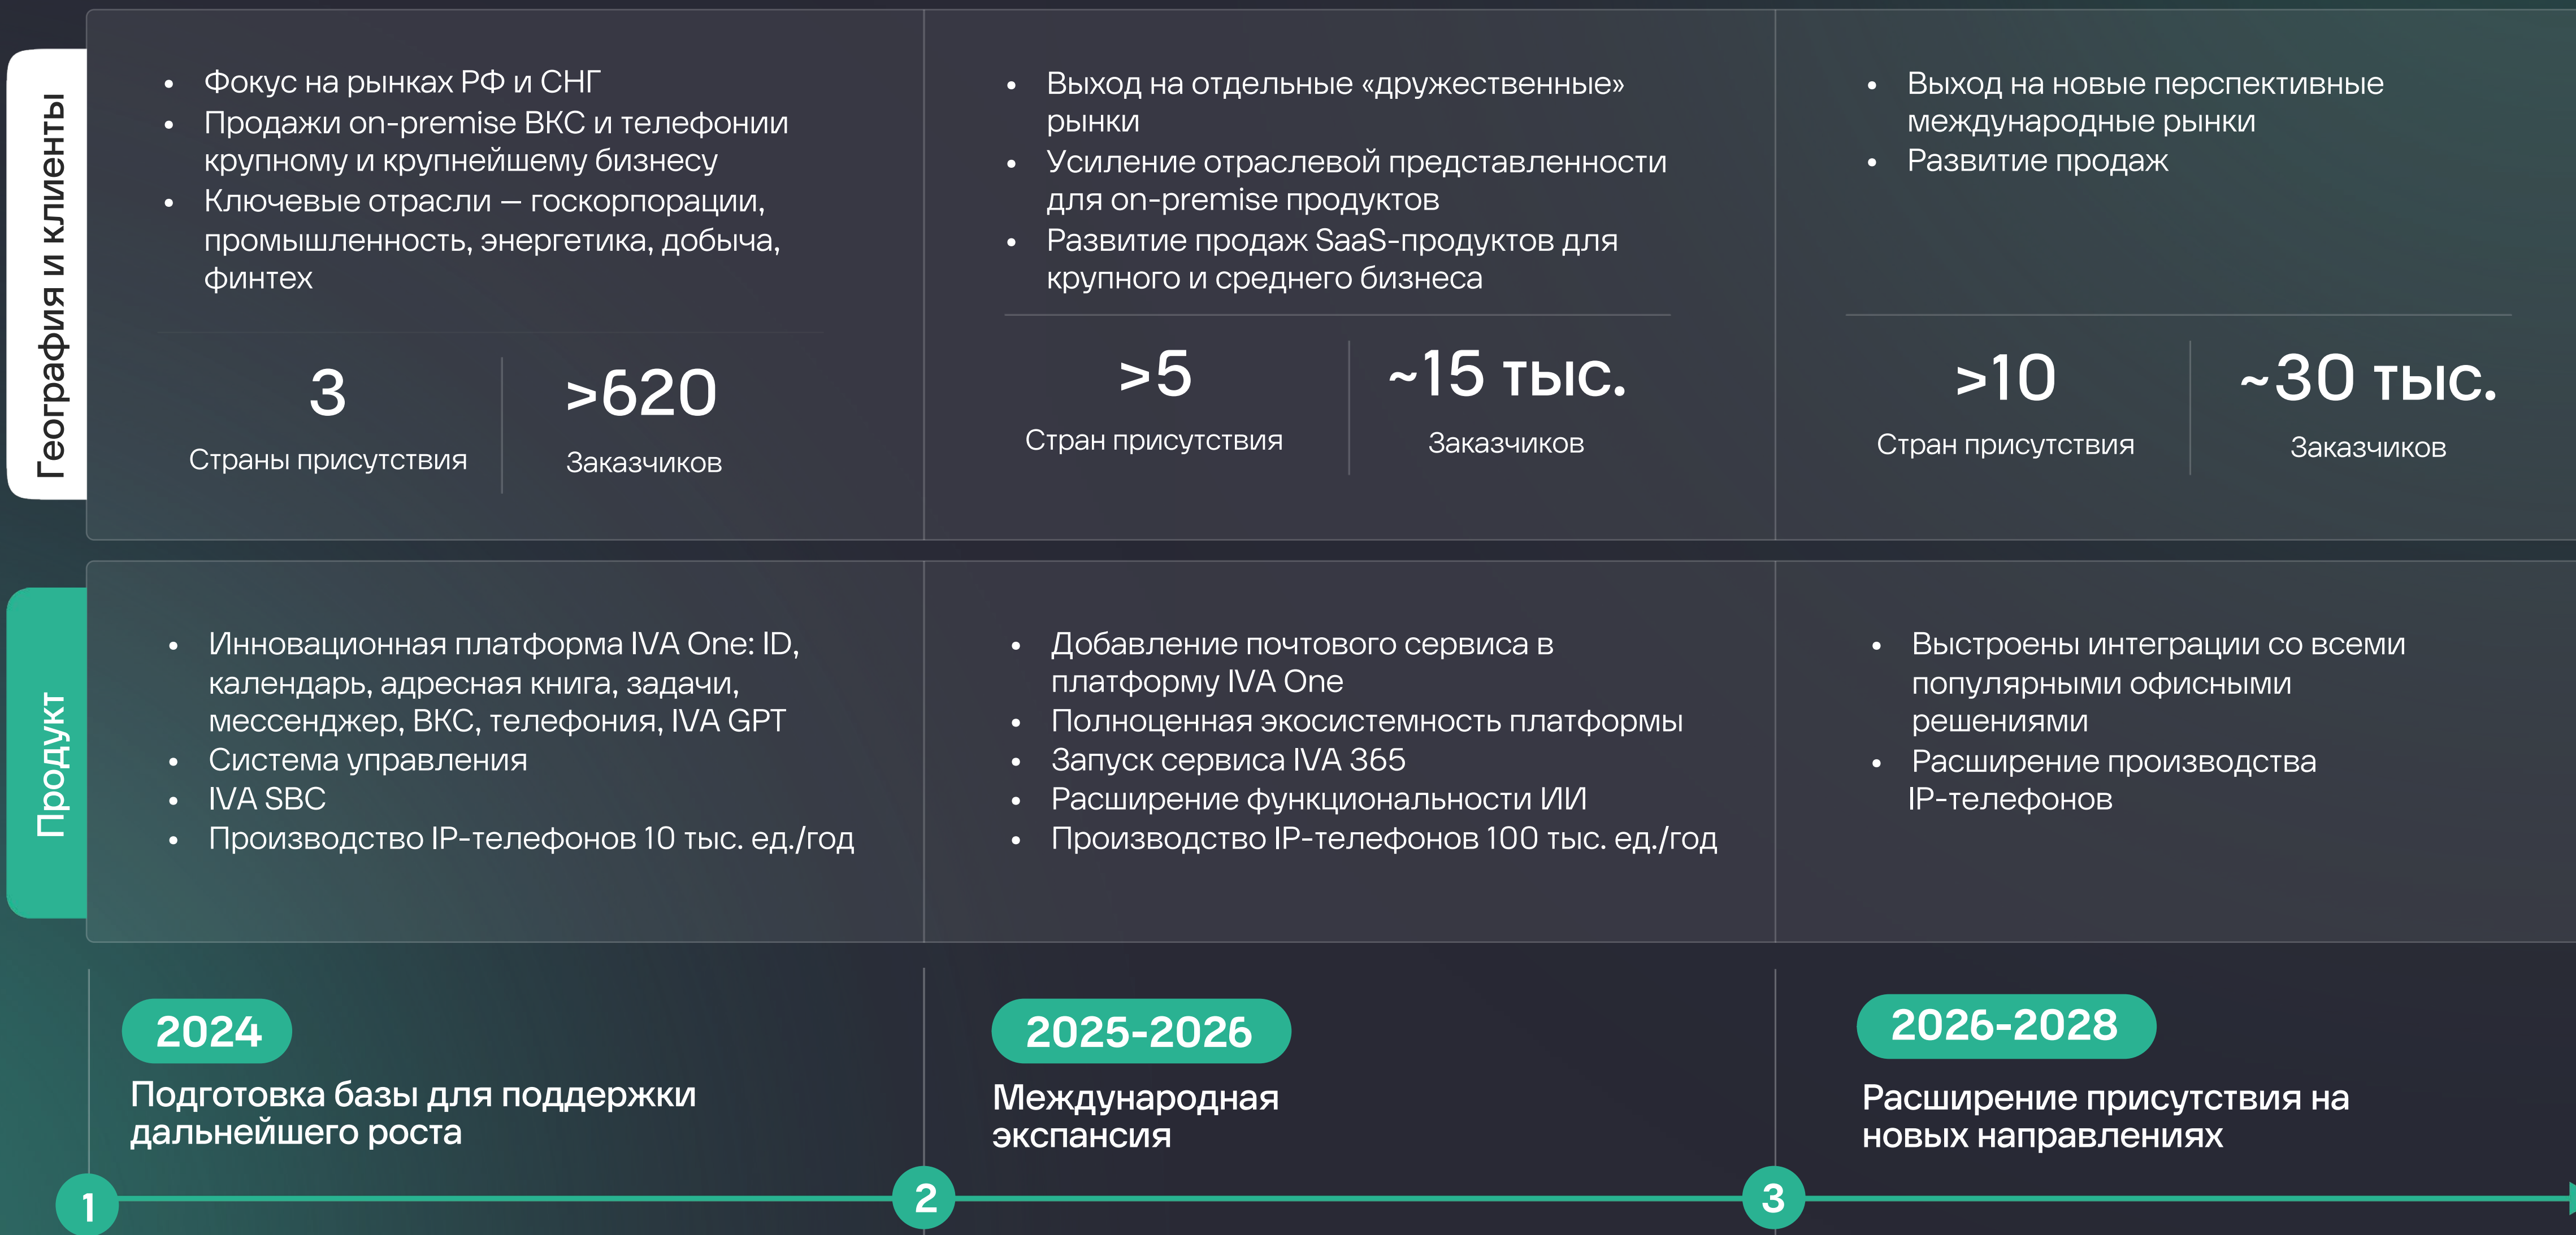 География и клиенты
• Фокус на рынках РФ и СНГ
• Продажи on-premise ВКС и телефонии
крупному и крупнейшему бизнесу
• Ключевые отрасли – госкорпорации,
промышленность, энергетика, добыча,
финтех
3
Страны присутствия
>620
Заказчиков
• Выход на отдельные «дружественные»
рынки
• Усиление отраслевой представленности
для on-premise продуктов
• Развитие продаж SaaS-продуктов для
крупного и среднего бизнеса
>5
Стран присутствия
~15 тыс.
Заказчиков
• Выход на новые перспективные
международные рынки
• Развитие продаж
>10
Стран присутствия
~30 тыс.
Заказчиков
Продукт
• Инновационная платформа IVA One: ID,
календарь, адресная книга, задачи,
мессенджер, ВКС, телефония, IVA GPT
• Система управления
• IVA SBC
• Производство IP-телефонов 10 тыс. ед./год
• Добавление почтового сервиса в
платформу IVA One
• Полноценная экосистемность платформы
• Запуск сервиса IVA 365
• Расширение функциональности ИИ
• Производство IP-телефонов 100 тыс. ед./год
• Выстроены интеграции со всеми
популярными офисными
решениями
• Расширение производства
IP-телефонов
2024
Подготовка базы для поддержки
дальнейшего роста
1
2025-2026
Международная
экспансия
2
2026-2028
Расширение присутствия на
новых направлениях
3